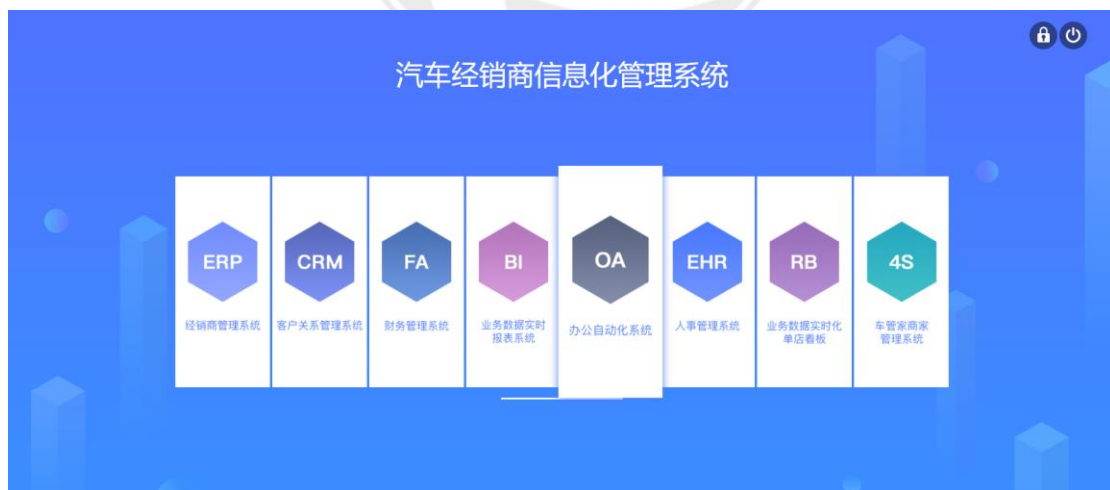 汽车经销商信息化管理系统
ERP
经销商管理系统
CRM
客户关系管理系统
FA
财务管理系统
BI
业务数据实时
报表系统
OA
办公自动化系统
EHR
人事管理系统
RB
业务数据实时化
单店看板
4S
车管家商家
管理系统